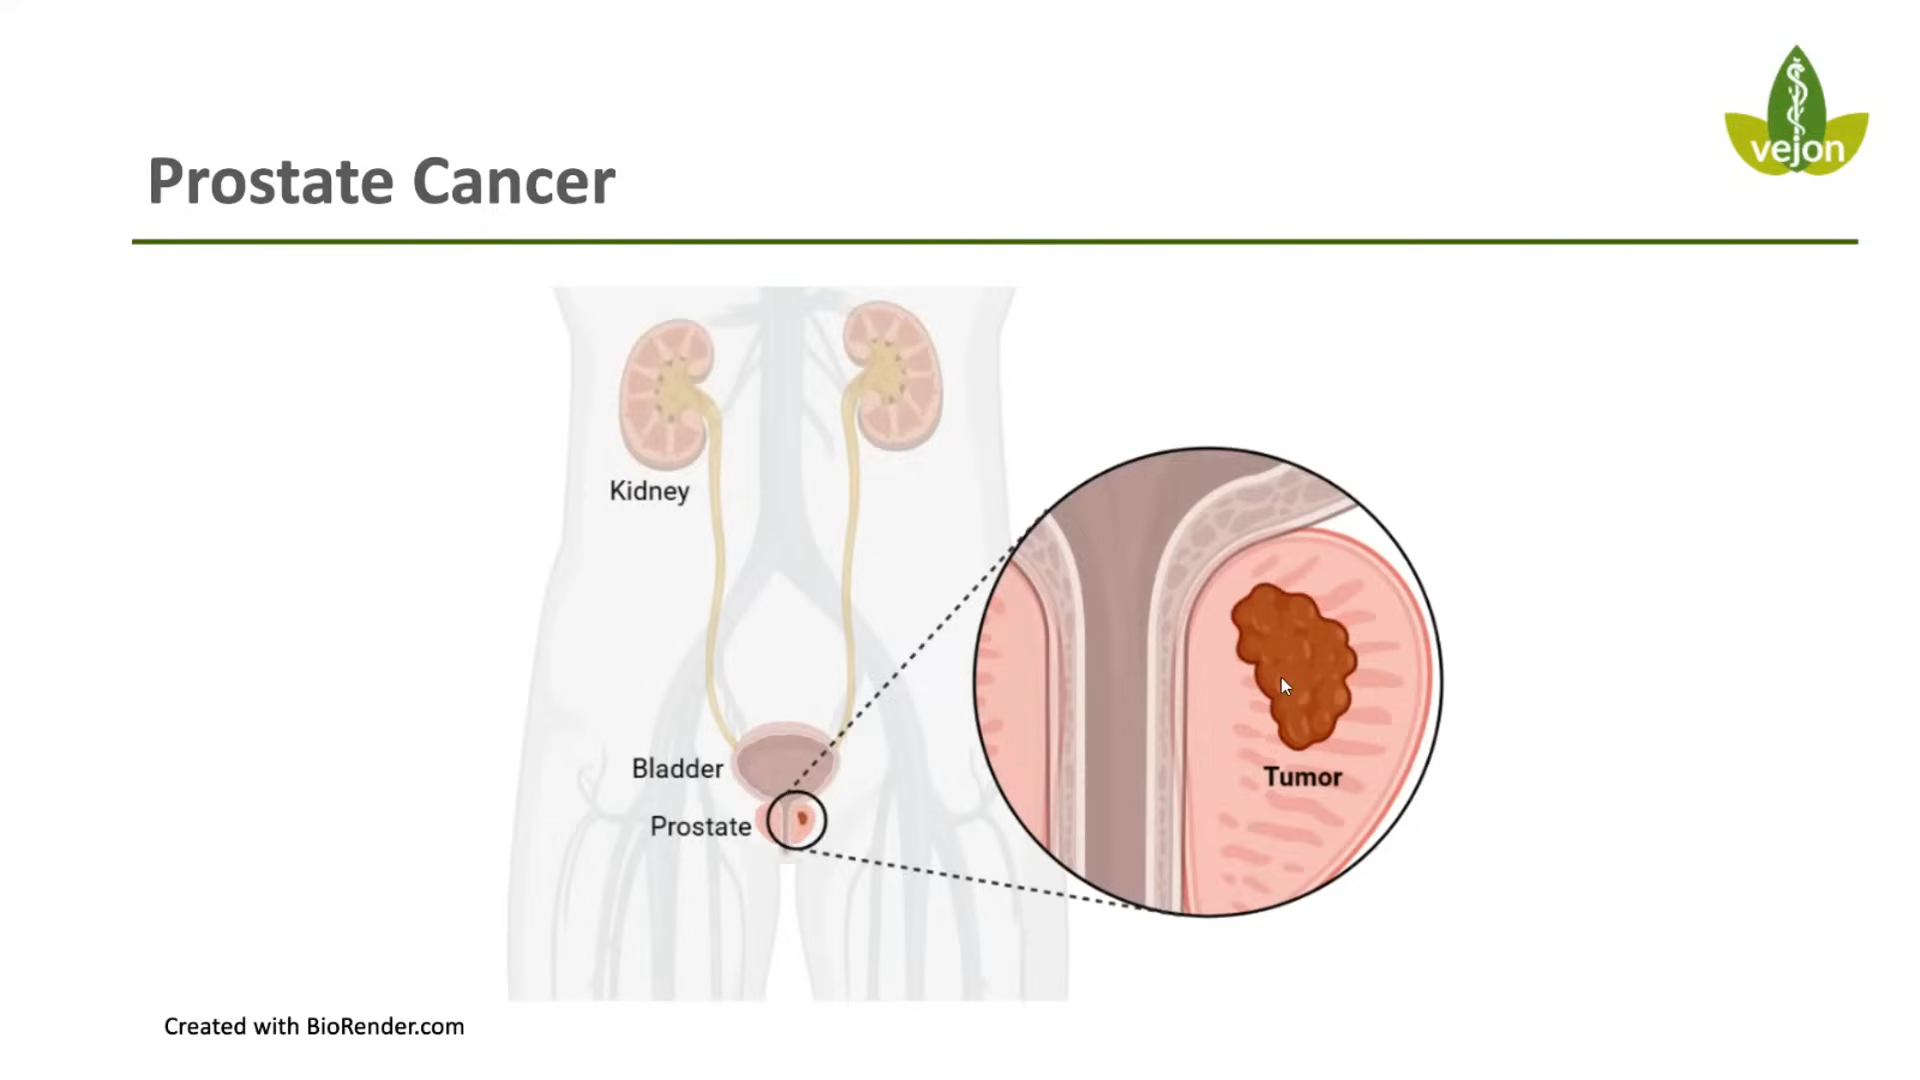 vejon
Prostate Cancer
Kidney
Bladder
Prostate
Tumor
Created with BioRender.com